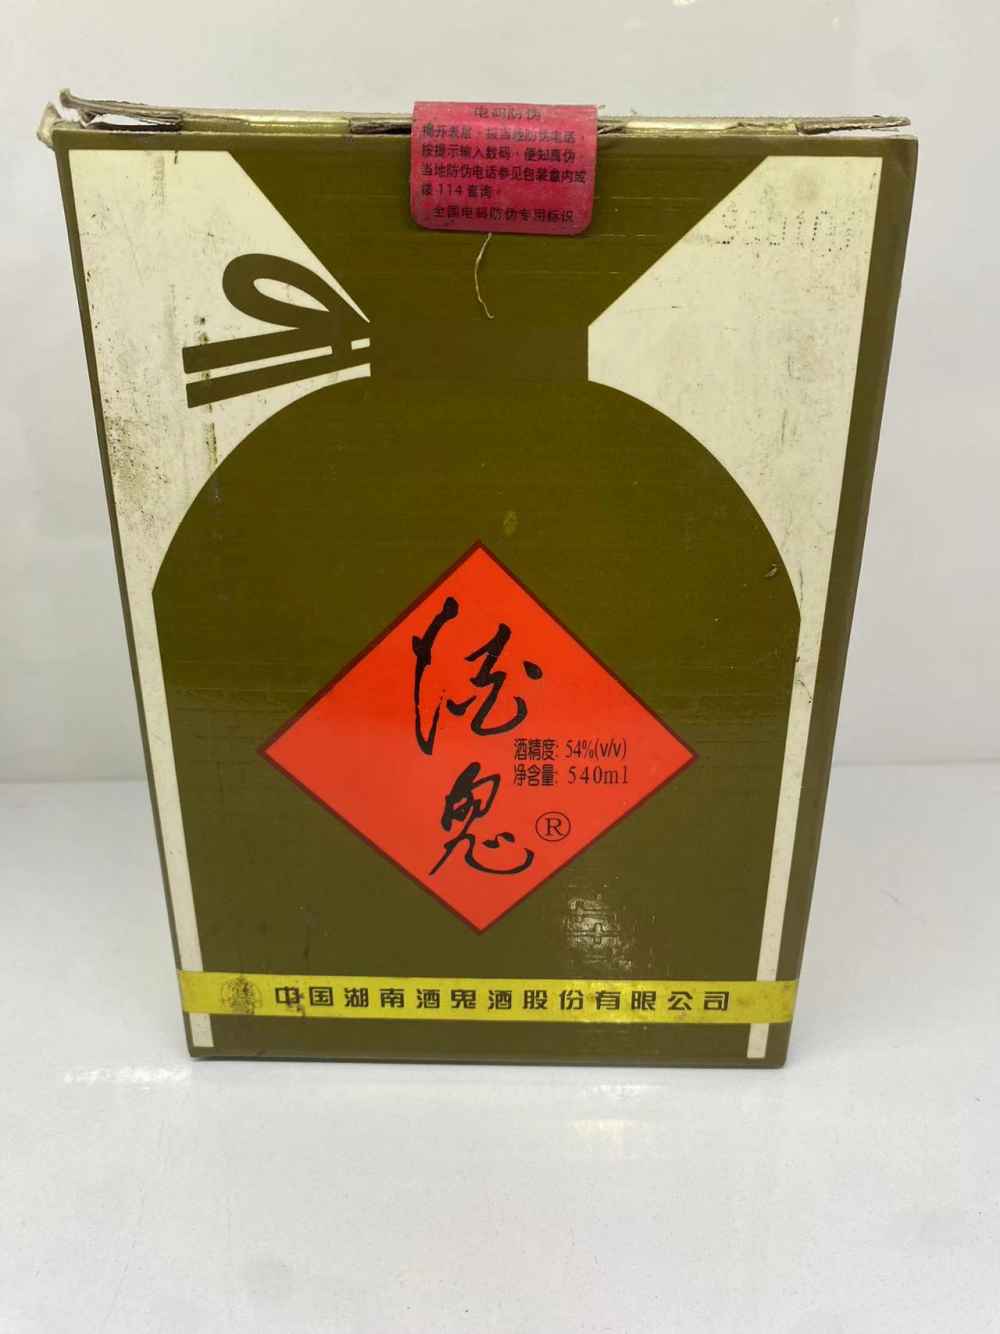 电码防伪
揭开表层，拨当地防伪电话，
按提示输入数码，便知真伪，
当地防伪电话参见包装盒内或
拨114查询。
全国电码防伪专用标识
酒
鬼
®
酒精度: 54%(v/v)
净含量: 540ml
中国湖南酒鬼酒股份有限公司